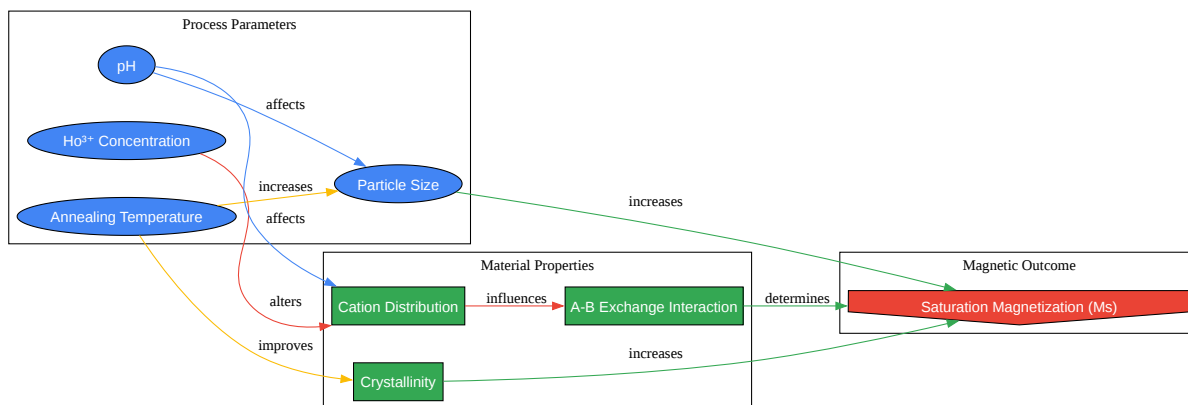 Process Parameters
pH
affects
Ho³⁺ Concentration
increases
Particle Size
Annealing Temperature
affects
increases
Material Properties
Magnetic Outcome
alters
Cation Distribution
influences
A-B Exchange Interaction
determines
Saturation Magnetization (Ms)
improves
Crystallinity
increases